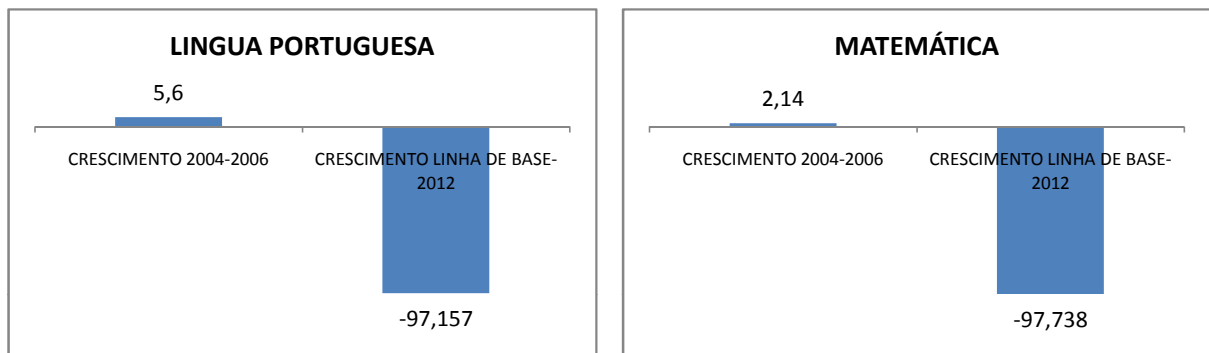 LINGUA PORTUGUESA
5,6
CRESCIMENTO 2004-2006
CRESCIMENTO LINHA DE BASE-
2012
-97,157
MATEMÁTICA
2,14
CRESCIMENTO 2004-2006
CRESCIMENTO LINHA DE BASE-
2012
-97,738